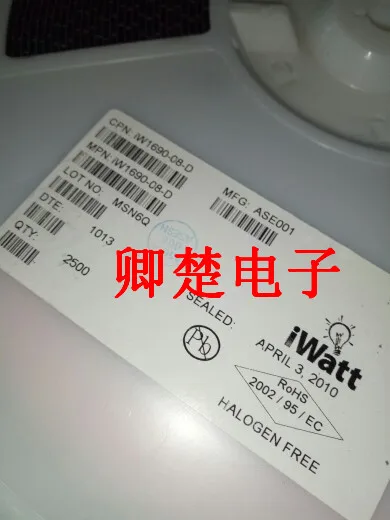 CPN: iW1690-08-D
MPN: iW1690-08-D
LOT NO: MSN6Q
DTE: 1013
QTY: 2500
MFG: ASE001
卿楚电子
SEALED:
APRIL 3, 2010
Pb
iWatt
RoHS
2002 / 95 / EC
HALOGEN FREE